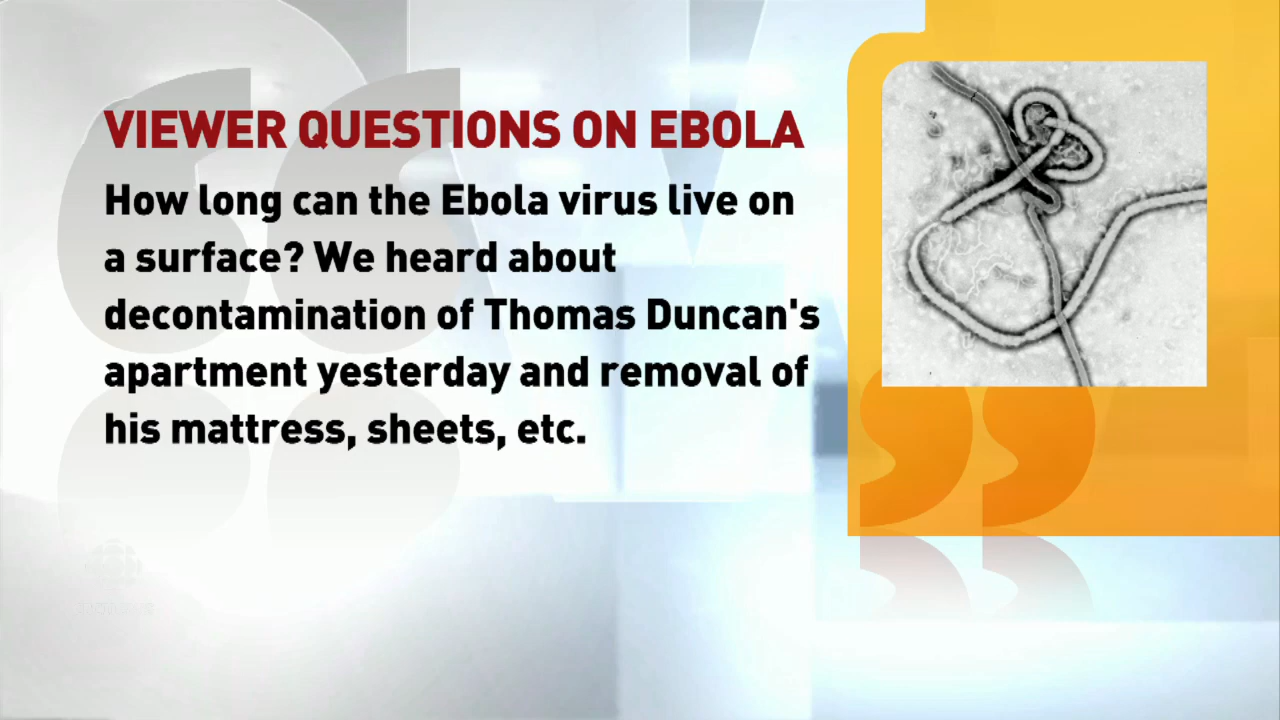 VIEWER QUESTIONS ON EBOLA
How long can the Ebola virus live on
a surface? We heard about
decontamination of Thomas Duncan's
apartment yesterday and removal of
his mattress, sheets, etc.